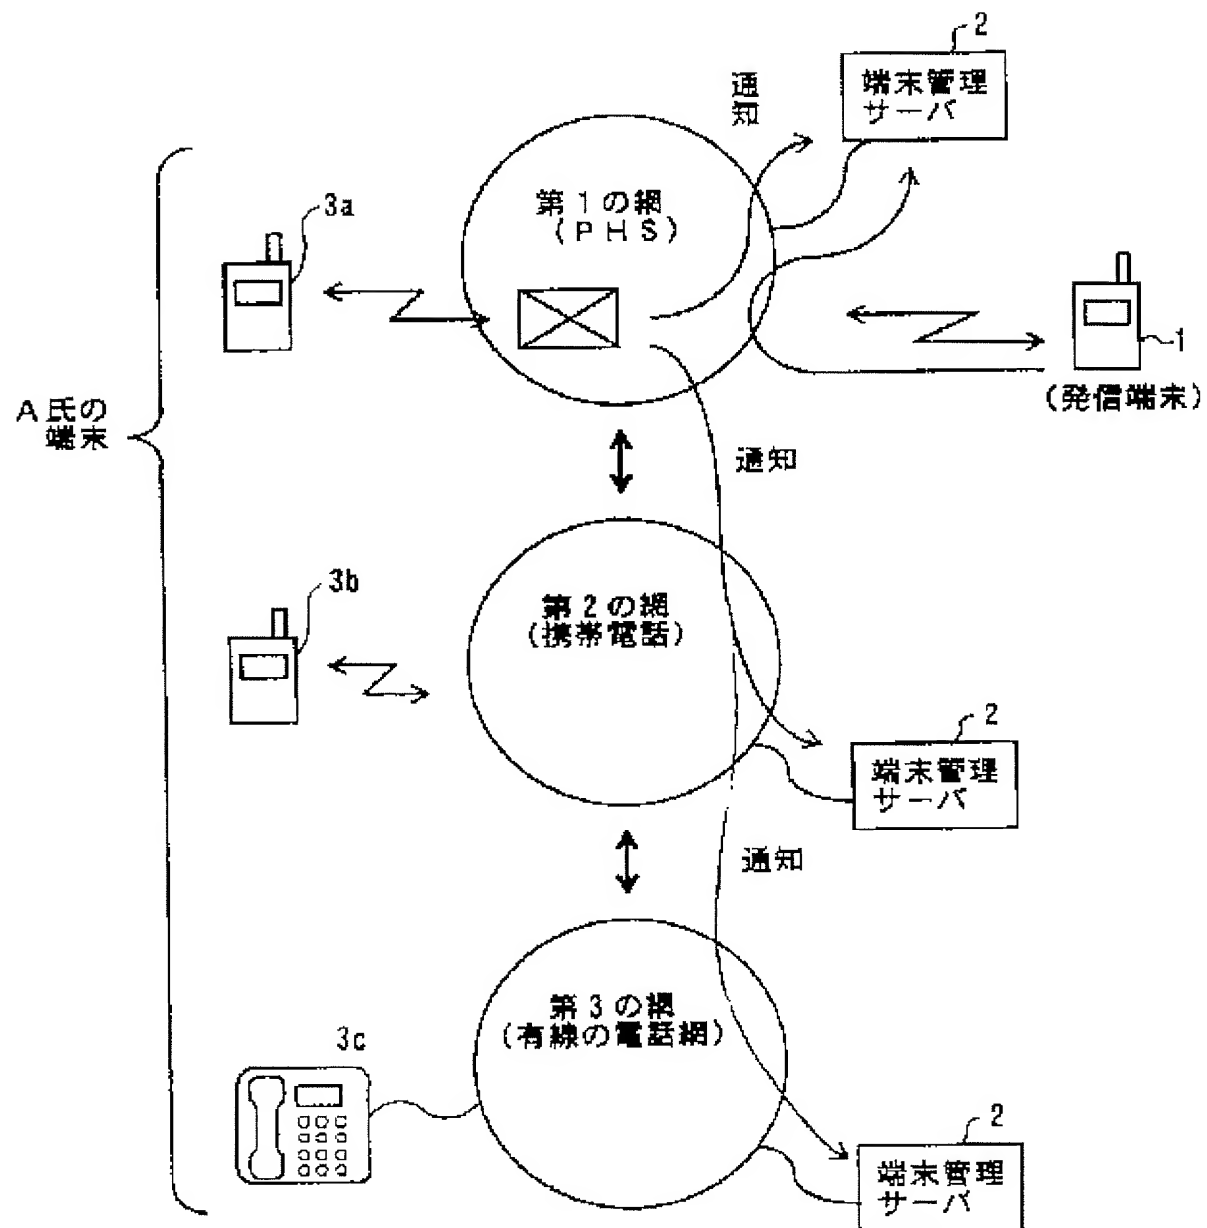 2
端末管理
サーバ
通
知
第1の網
(PHS)
3a
1
(発信端末)
A氏の
端末
通知
3b
第2の網
(携帯電話)
2
端末管理
サーバ
通知
第3の網
(有線の電話網)
3c
2
端末管理
サーバ